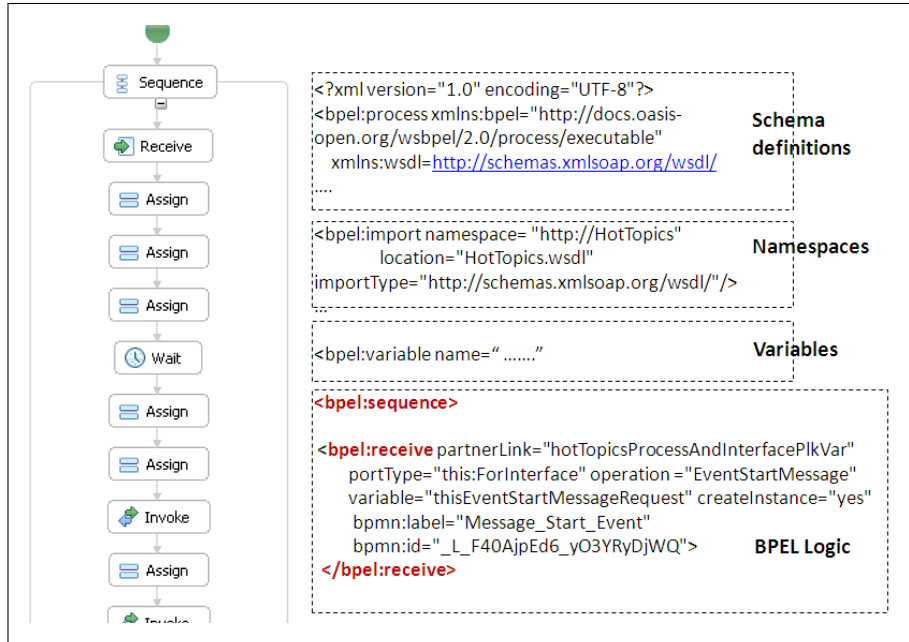 Sequence
Receive
Assign
Assign
Assign
Wait
Assign
Assign
Invoke
Assign
Invoke
<?xml version="1.0" encoding="UTF-8"?>
<bpel:process xmlns:bpel="http://docs.oasis-
open.org/wsbpel/2.0/process/executable"
xmlns:wsdl=http://schemas.xmlsoap.org/wsdl/
....
Schema
definitions
<bpel:import namespace= "http://HotTopics"
location="HotTopics.wsdl"
importType="http://schemas.xmlsoap.org/wsdl/"/>
...
Namespaces
<bpel:variable name=“ .......”
Variables
<bpel:sequence>
<bpel:receive partnerLink="hotTopicsProcessAndInterfacePlkVar"
portType="this:ForInterface" operation ="EventStartMessage"
variable="thisEventStartMessageRequest" createInstance="yes"
bpmn:label="Message_Start_Event"
bpmn:id="_L_F40AjpEd6_yO3YRyDjWQ">
</bpel:receive>
BPEL Logic